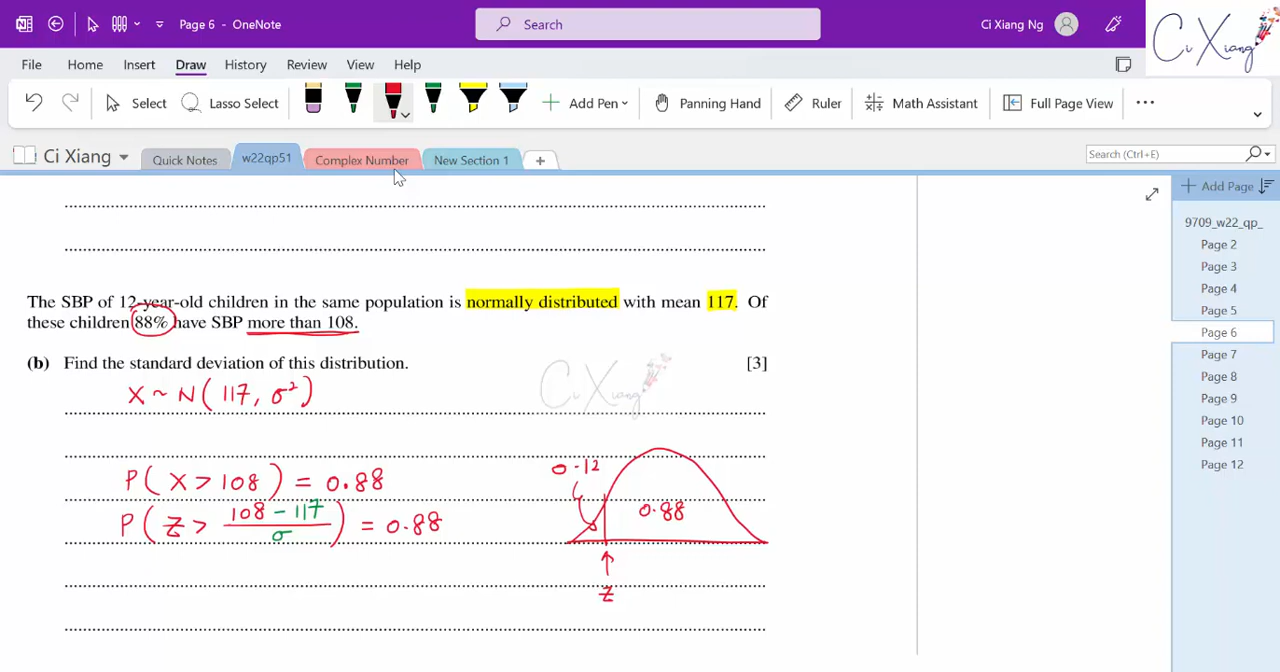 Page 6 - OneNote
Search
Ci Xiang Ng
Ci Xiang
File Home Insert Draw History Review View Help
Select Lasso Select Add Pen Panning Hand Ruler Math Assistant Full Page View
Ci Xiang Quick Notes w22qp51 Complex Number New Section 1 + Search (Ctrl+E)
Add Page
9709_w22_qp_
Page 2
Page 3
Page 4
Page 5
Page 6
Page 7
Page 8
Page 9
Page 10
Page 11
Page 12
The SBP of 12-year-old children in the same population is normally distributed with mean 117. Of
these children 88% have SBP more than 108.
(b) Find the standard deviation of this distribution. [3]
X ~ N(117, σ²)
Ci Xiang
P(X > 108) = 0.88
P(Z > (108 - 117)/σ) = 0.88
0.12
0.88
Z